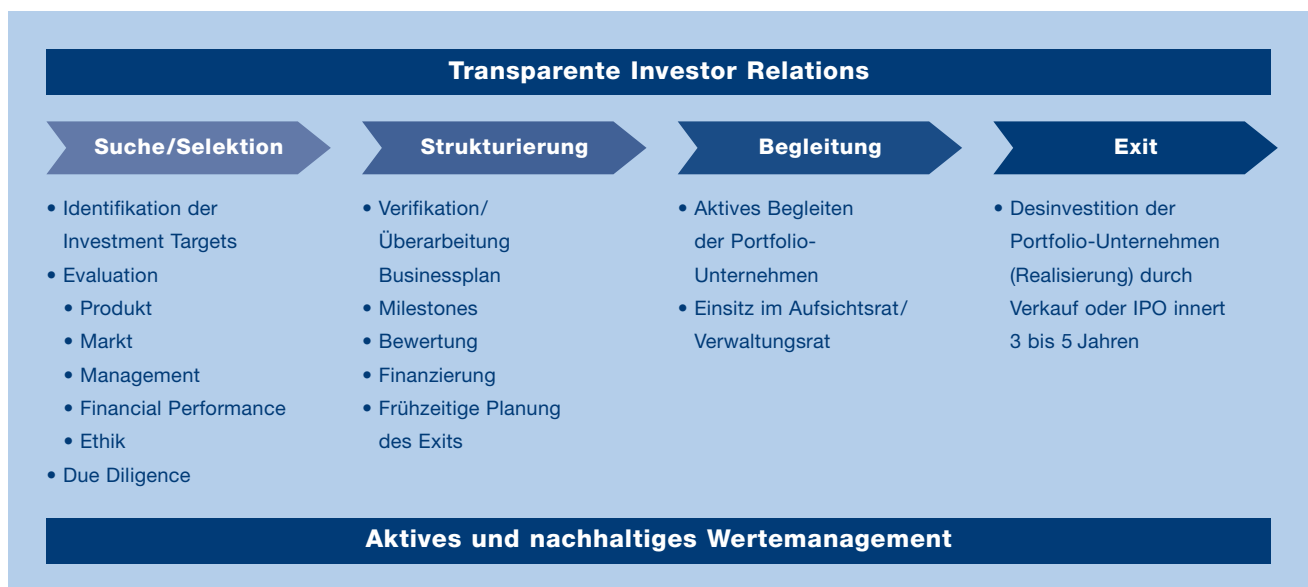 Transparente Investor Relations
Suche/Selektion
• Identifikation der
Investment Targets
• Evaluation
• Produkt
• Markt
• Management
• Financial Performance
• Ethik
• Due Diligence
Strukturierung
• Verifikation/
Überarbeitung
Businessplan
• Milestones
• Bewertung
• Finanzierung
• Frühzeitige Planung
des Exits
Begleitung
• Aktives Begleiten
der Portfolio-
Unternehmen
• Einsitz im Aufsichtsrat/
Verwaltungsrat
Exit
• Desinvestition der
Portfolio-Unternehmen
(Realisierung) durch
Verkauf oder IPO innert
3 bis 5 Jahren
Aktives und nachhaltiges Wertemanagement